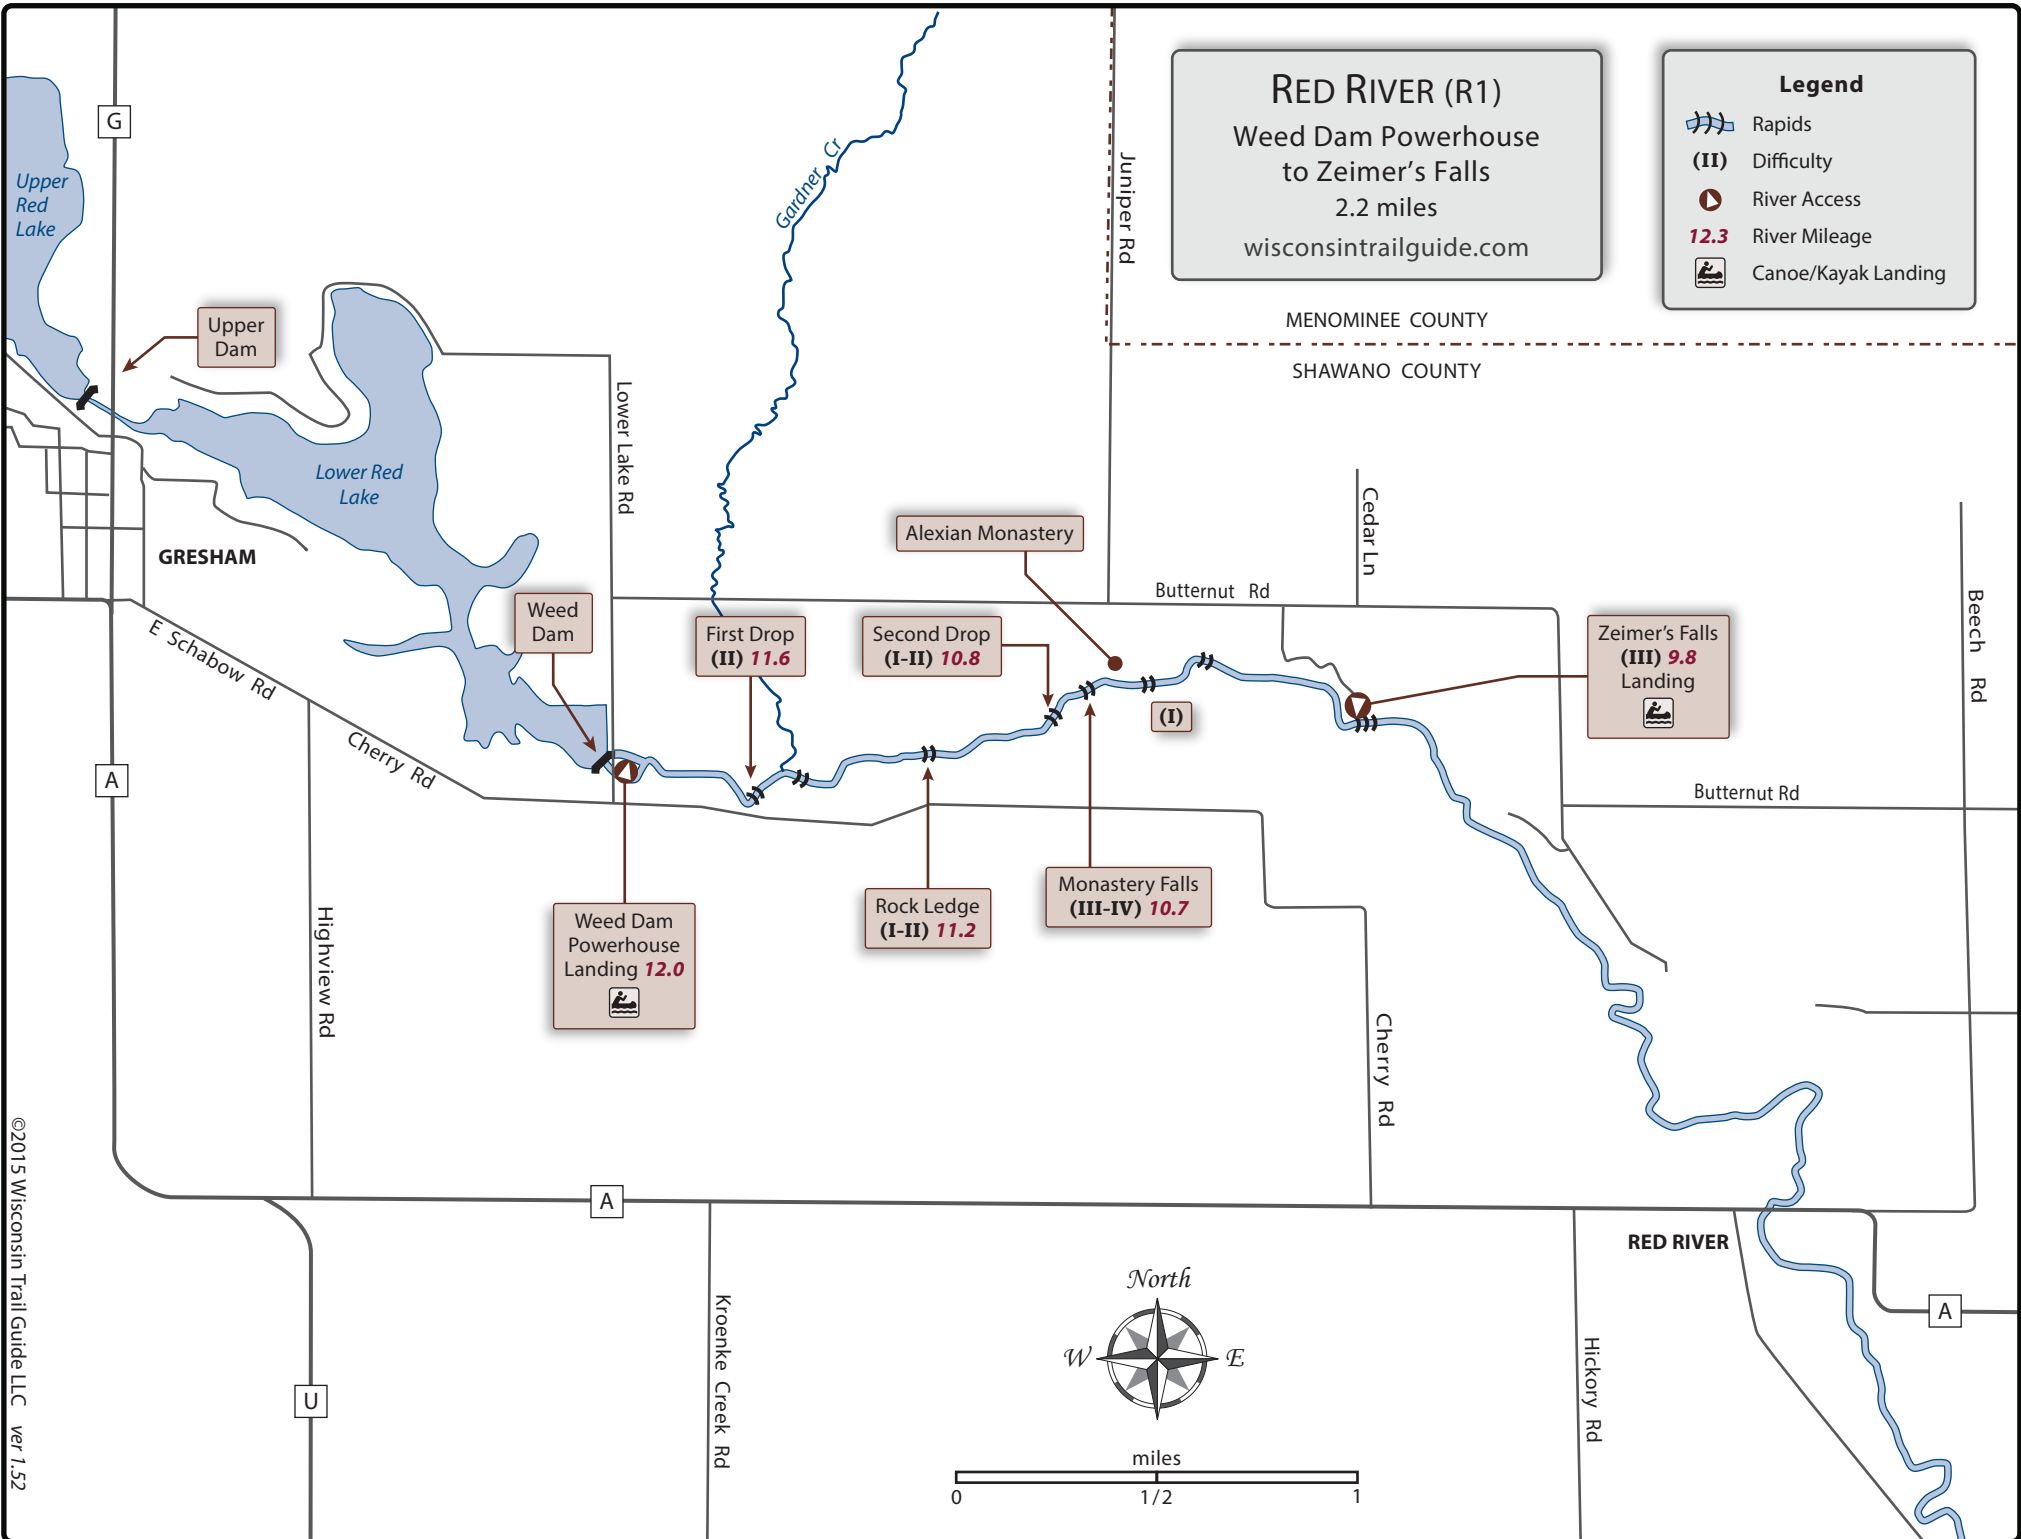 RED RIVER (R1)
Weed Dam Powerhouse
to Zeimer's Falls
2.2 miles
wisconsintrailguide.com
Legend
Rapids
(II) Difficulty
River Access
12.3 River Mileage
Canoe/Kayak Landing
G
Upper
Red
Lake
Upper
Dam
Gardner Cr
Juniper Rd
MENOMINEE COUNTY
SHAWANO COUNTY
Lower Lake Rd
Lower Red
Lake
GRESHAM
Alexian Monastery
Cedar Ln
Butternut Rd
Beech Rd
Weed
Dam
First Drop
(II) 11.6
Second Drop
(I-II) 10.8
Zeimer's Falls
(III) 9.8
Landing
E Schabow Rd
(I)
Cherry Rd
A
Butternut Rd
Monastery Falls
(III-IV) 10.7
Rock Ledge
(I-II) 11.2
Weed Dam
Powerhouse
Landing 12.0
Highview Rd
Cherry Rd
A
RED RIVER
North
W
E
A
Kroenke Creek Rd
Hickory Rd
U
miles
0 1/2 1
©2015 Wisconsin Trail Guide LLC ver 1.52